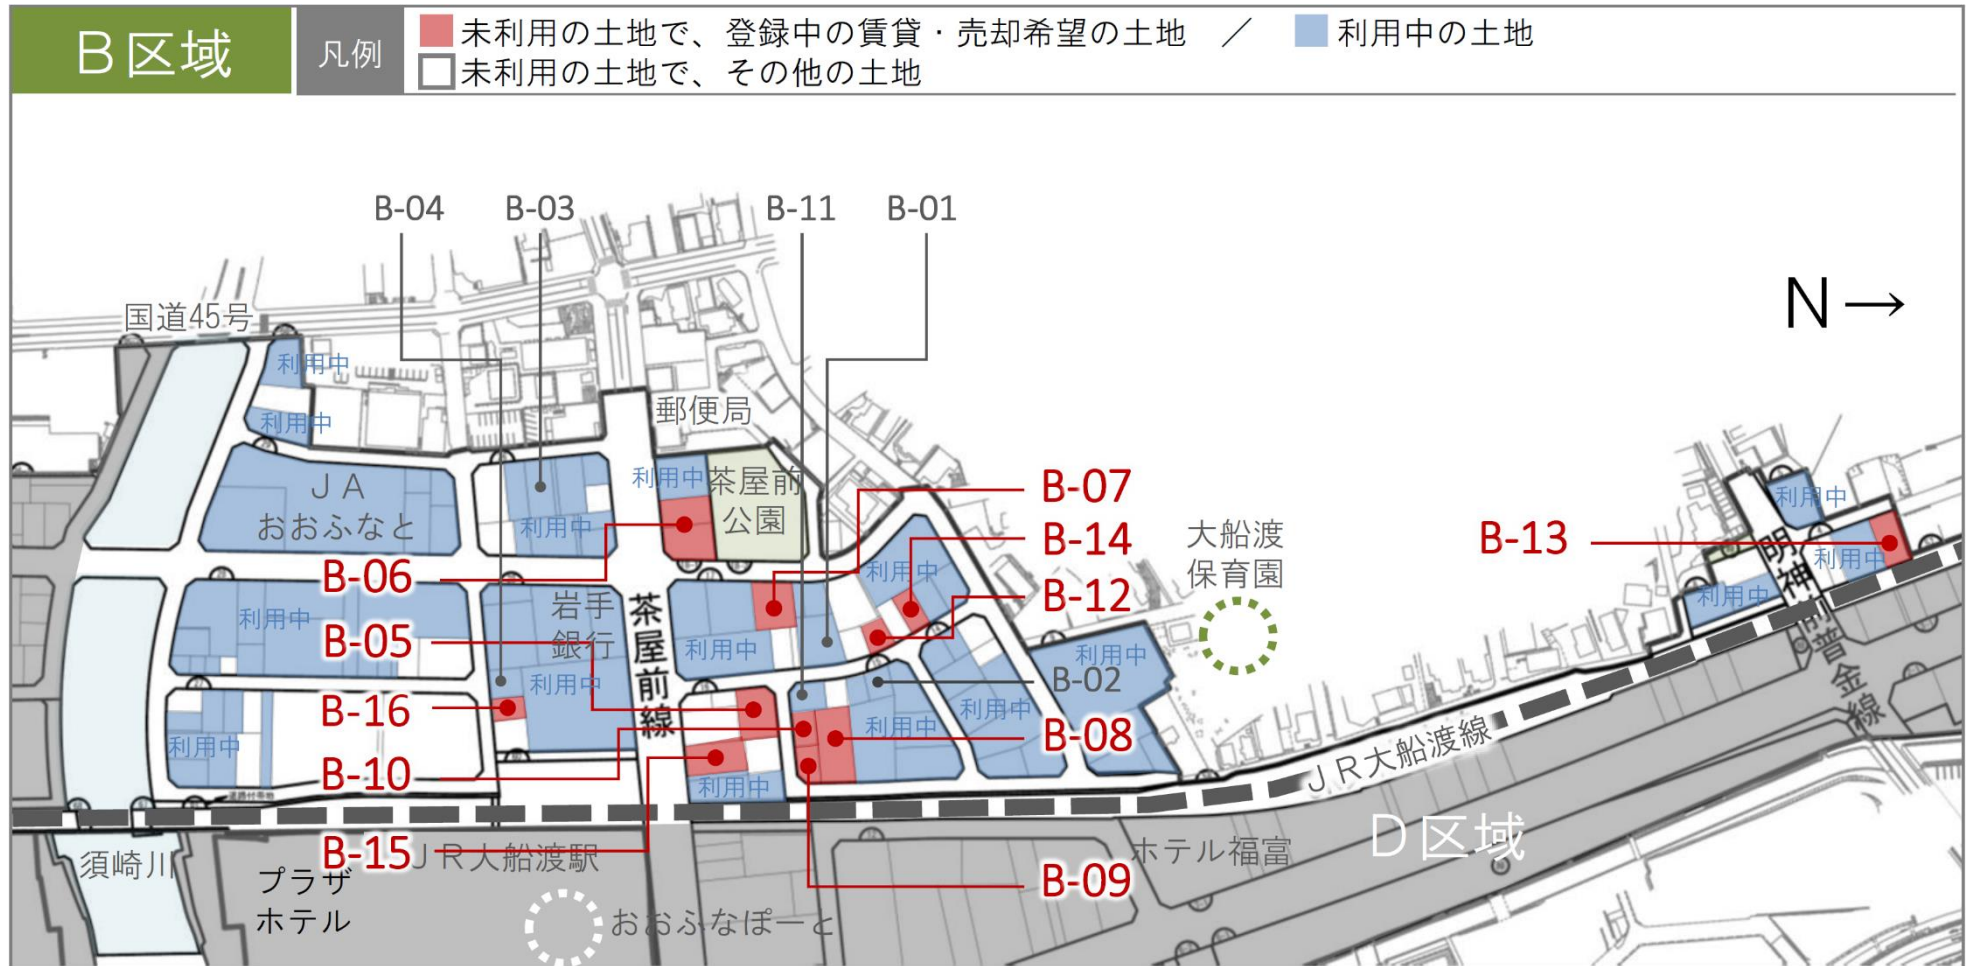 B区域
凡例
未利用の土地で、登録中の賃貸・売却希望の土地 ／ 利用中の土地
未利用の土地で、その他の土地
B-04
B-03
B-11
B-01
N→
国道45号
利用中
利用中
郵便局
ＪＡ
おおふなと
利用中
利用中
茶屋前
公園
B-07
B-14
B-12
B-06
大船渡
保育園
B-13
利用中
利用中
利用中
明神前普金線
利用中
岩手
銀行
茶屋前線
利用中
利用中
利用中
B-05
利用中
B-02
B-16
利用中
利用中
利用中
利用中
B-08
B-10
利用中
ＪＲ大船渡線
D区域
須崎川
B-15
ＪＲ大船渡駅
ホテル福富
B-09
プラザ
ホテル
おおふなぽーと